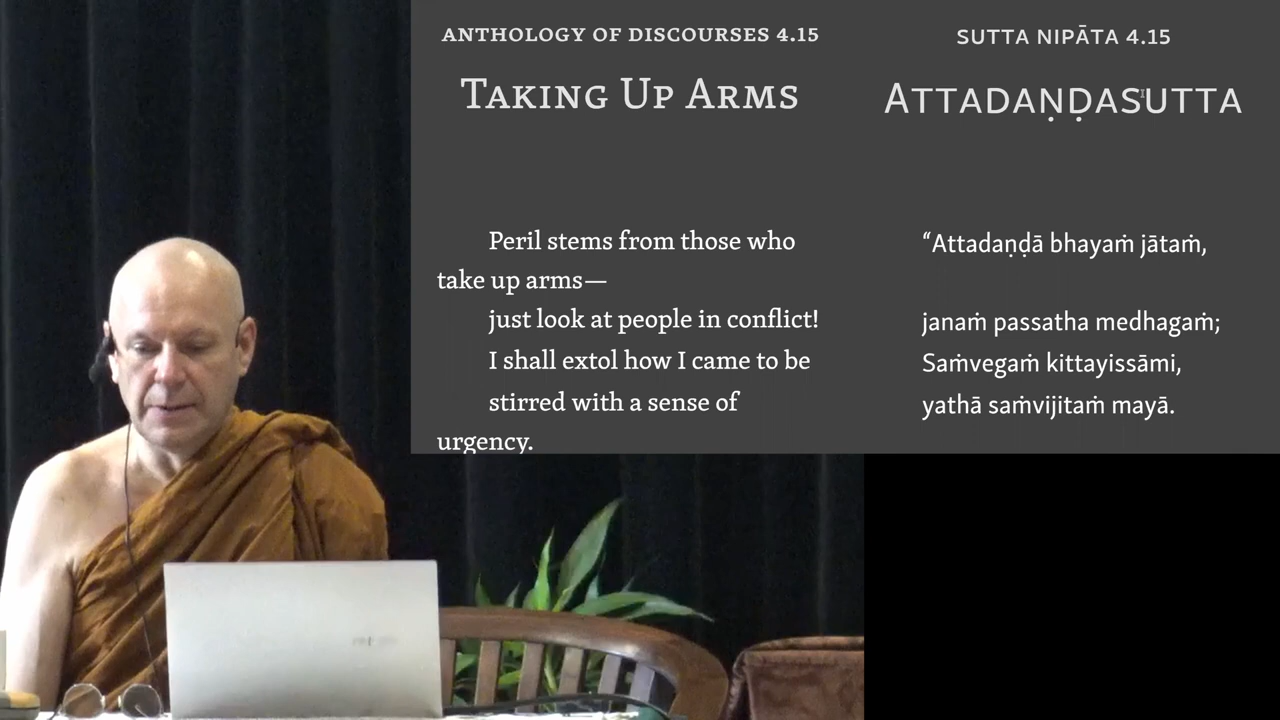 ANTHOLOGY OF DISCOURSES 4.15
TAKING UP ARMS
Peril stems from those who
take up arms—
just look at people in conflict!
I shall extol how I came to be
stirred with a sense of
urgency.
SUTTA NIPĀTA 4.15
ATTADAṆḌASUTTA
“Attadaṇḍā bhayaṁ jātaṁ,
janaṁ passatha medhagaṁ;
Saṁvegaṁ kittayissāmi,
yathā saṁvijitaṁ mayā.